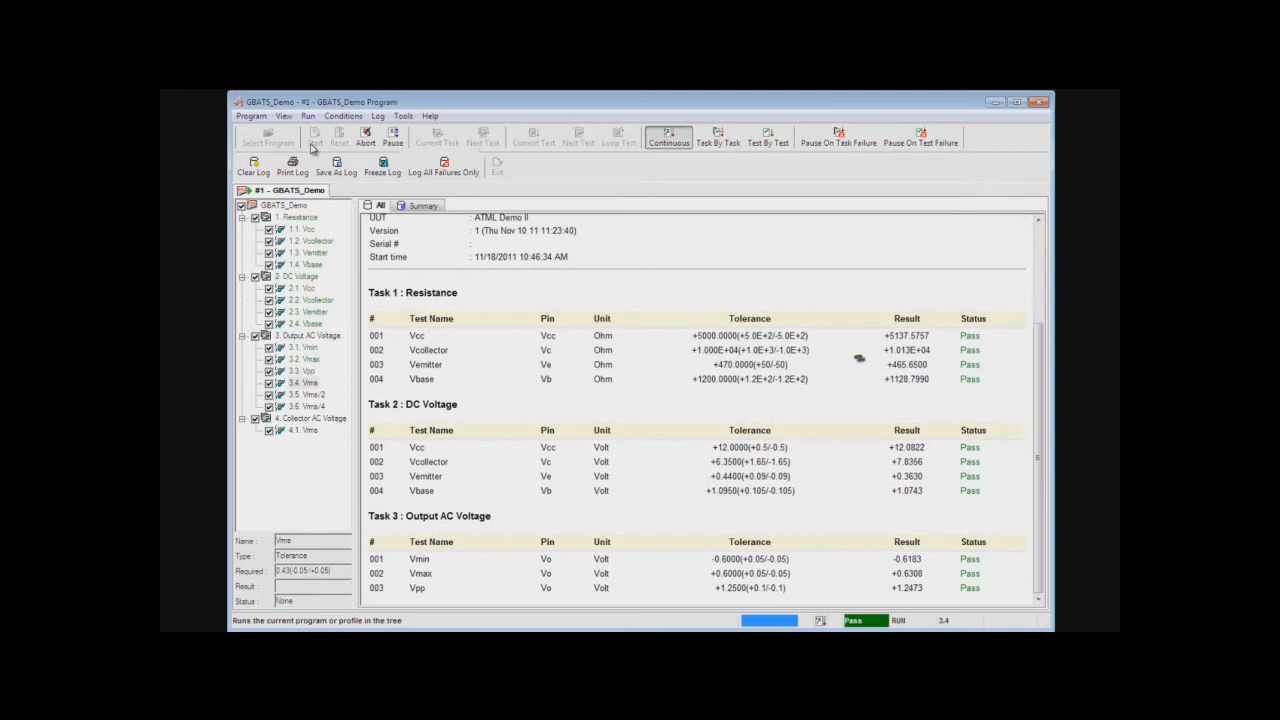 GBATS_Demo - #1 - GBATS_Demo Program
Program View Run Conditions Log Tools Help
Select Program Start Reset Abort Pause Current Task Next Task Current Test Next Test Loop Test Continuous Task By Task Test By Test Pause On Task Failure Pause On Test Failure
Clear Log Print Log Save As Log Freeze Log Log All Failures Only Exit
#1 - GBATS_Demo
GBATS_Demo
1. Resistance
1.1. Vcc
1.2. Vcollector
1.3. Vemitter
1.4. Vbase
2. DC Voltage
2.1. Vcc
2.2. Vcollector
2.3. Vemitter
2.4. Vbase
3. Output AC Voltage
3.1. Vmin
3.2. Vmax
3.3. Vpp
3.4. Vrms
3.5. Vrms/2
3.6. Vrms/4
4. Collector AC Voltage
4.1. Vrms
Name : Vrms
Type : Tolerance
Required : 0.43(-0.05/+0.05)
Result :
Status : None
All Summary
UUT : ATML Demo II
Version : 1 (Thu Nov 10 11 11:23:40)
Serial # :
Start time : 11/18/2011 10:46:34 AM
Task 1 : Resistance
# Test Name Pin Unit Tolerance Result Status
001 Vcc Vcc Ohm +5000.0000(+5.0E+2/-5.0E+2) +5137.5757 Pass
002 Vcollector Vc Ohm +1.000E+04(+1.0E+3/-1.0E+3) +1.013E+04 Pass
003 Vemitter Ve Ohm +470.0000(+50/-50) +465.6500 Pass
004 Vbase Vb Ohm +1200.0000(+1.2E+2/-1.2E+2) +1128.7990 Pass
Task 2 : DC Voltage
# Test Name Pin Unit Tolerance Result Status
001 Vcc Vcc Volt +12.0000(+0.5/-0.5) +12.0822 Pass
002 Vcollector Vc Volt +6.3500(+1.65/-1.65) +7.8356 Pass
003 Vemitter Ve Volt +0.4400(+0.09/-0.09) +0.3630 Pass
004 Vbase Vb Volt +1.0950(+0.105/-0.105) +1.0743 Pass
Task 3 : Output AC Voltage
# Test Name Pin Unit Tolerance Result Status
001 Vmin Vo Volt -0.6000(+0.05/-0.05) -0.6183 Pass
002 Vmax Vo Volt +0.6000(+0.05/-0.05) +0.6308 Pass
003 Vpp Vo Volt +1.2500(+0.1/-0.1) +1.2473 Pass
Runs the current program or profile in the tree Pass RUN 3.4